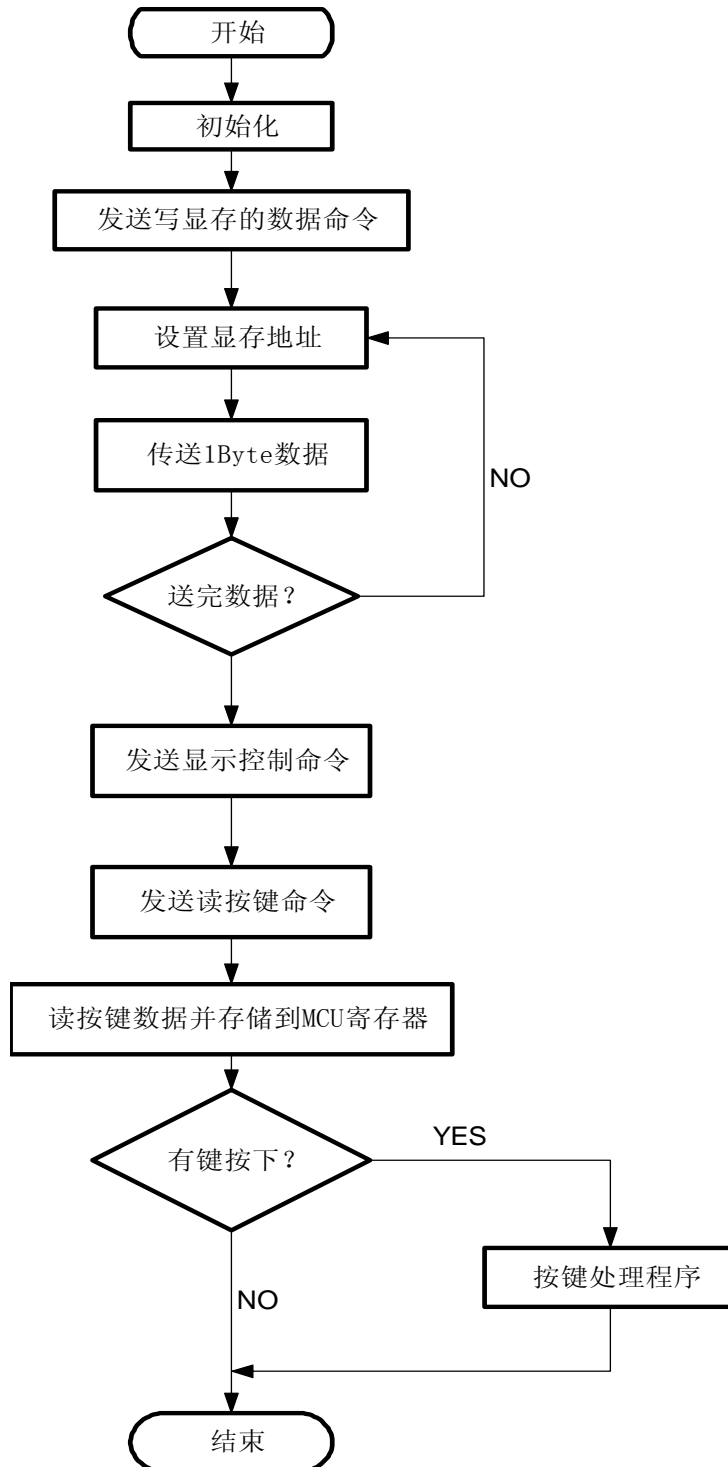 开始
初始化
发送写显存的数据命令
设置显存地址
传送1Byte数据
NO
送完数据?
发送显示控制命令
发送读按键命令
读按键数据并存储到MCU寄存器
YES
有键按下?
按键处理程序
NO
结束